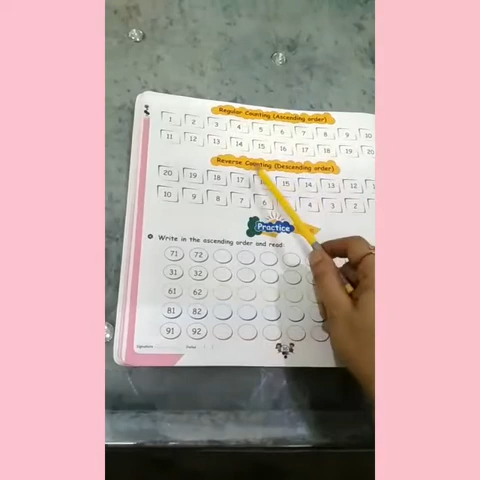 Regular Counting (Ascending order)
1 2 3 4 5 6 7 8 9 10
11 12 13 14 15 16 17 18 19 20
Reverse Counting (Descending order)
20 19 18 17 15 14 13 12
10 9 8 7 6 4 3 2
Practice
Write in the ascending order and read:
71 72
31 32
61 62
81 82
91 92
Signature Date